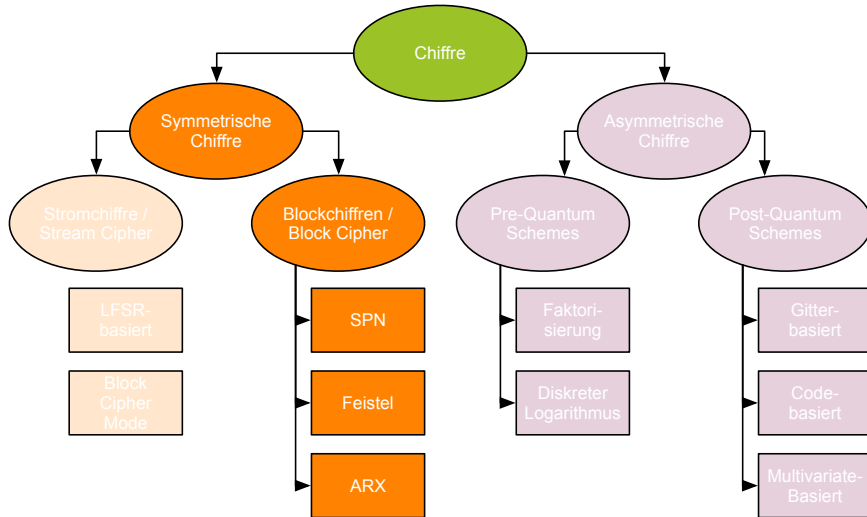 Chiffre
Symmetrische
Chiffre
Asymmetrische
Chiffre
Stromchiffre /
Stream Cipher
Blockchiffren /
Block Cipher
Pre-Quantum
Schemes
Post-Quantum
Schemes
LFSR-
basiert
SPN
Faktori-
sierung
Gitter-
basiert
Block
Cipher
Mode
Feistel
Diskreter
Logarithmus
Code-
basiert
ARX
Multivariate-
Basiert